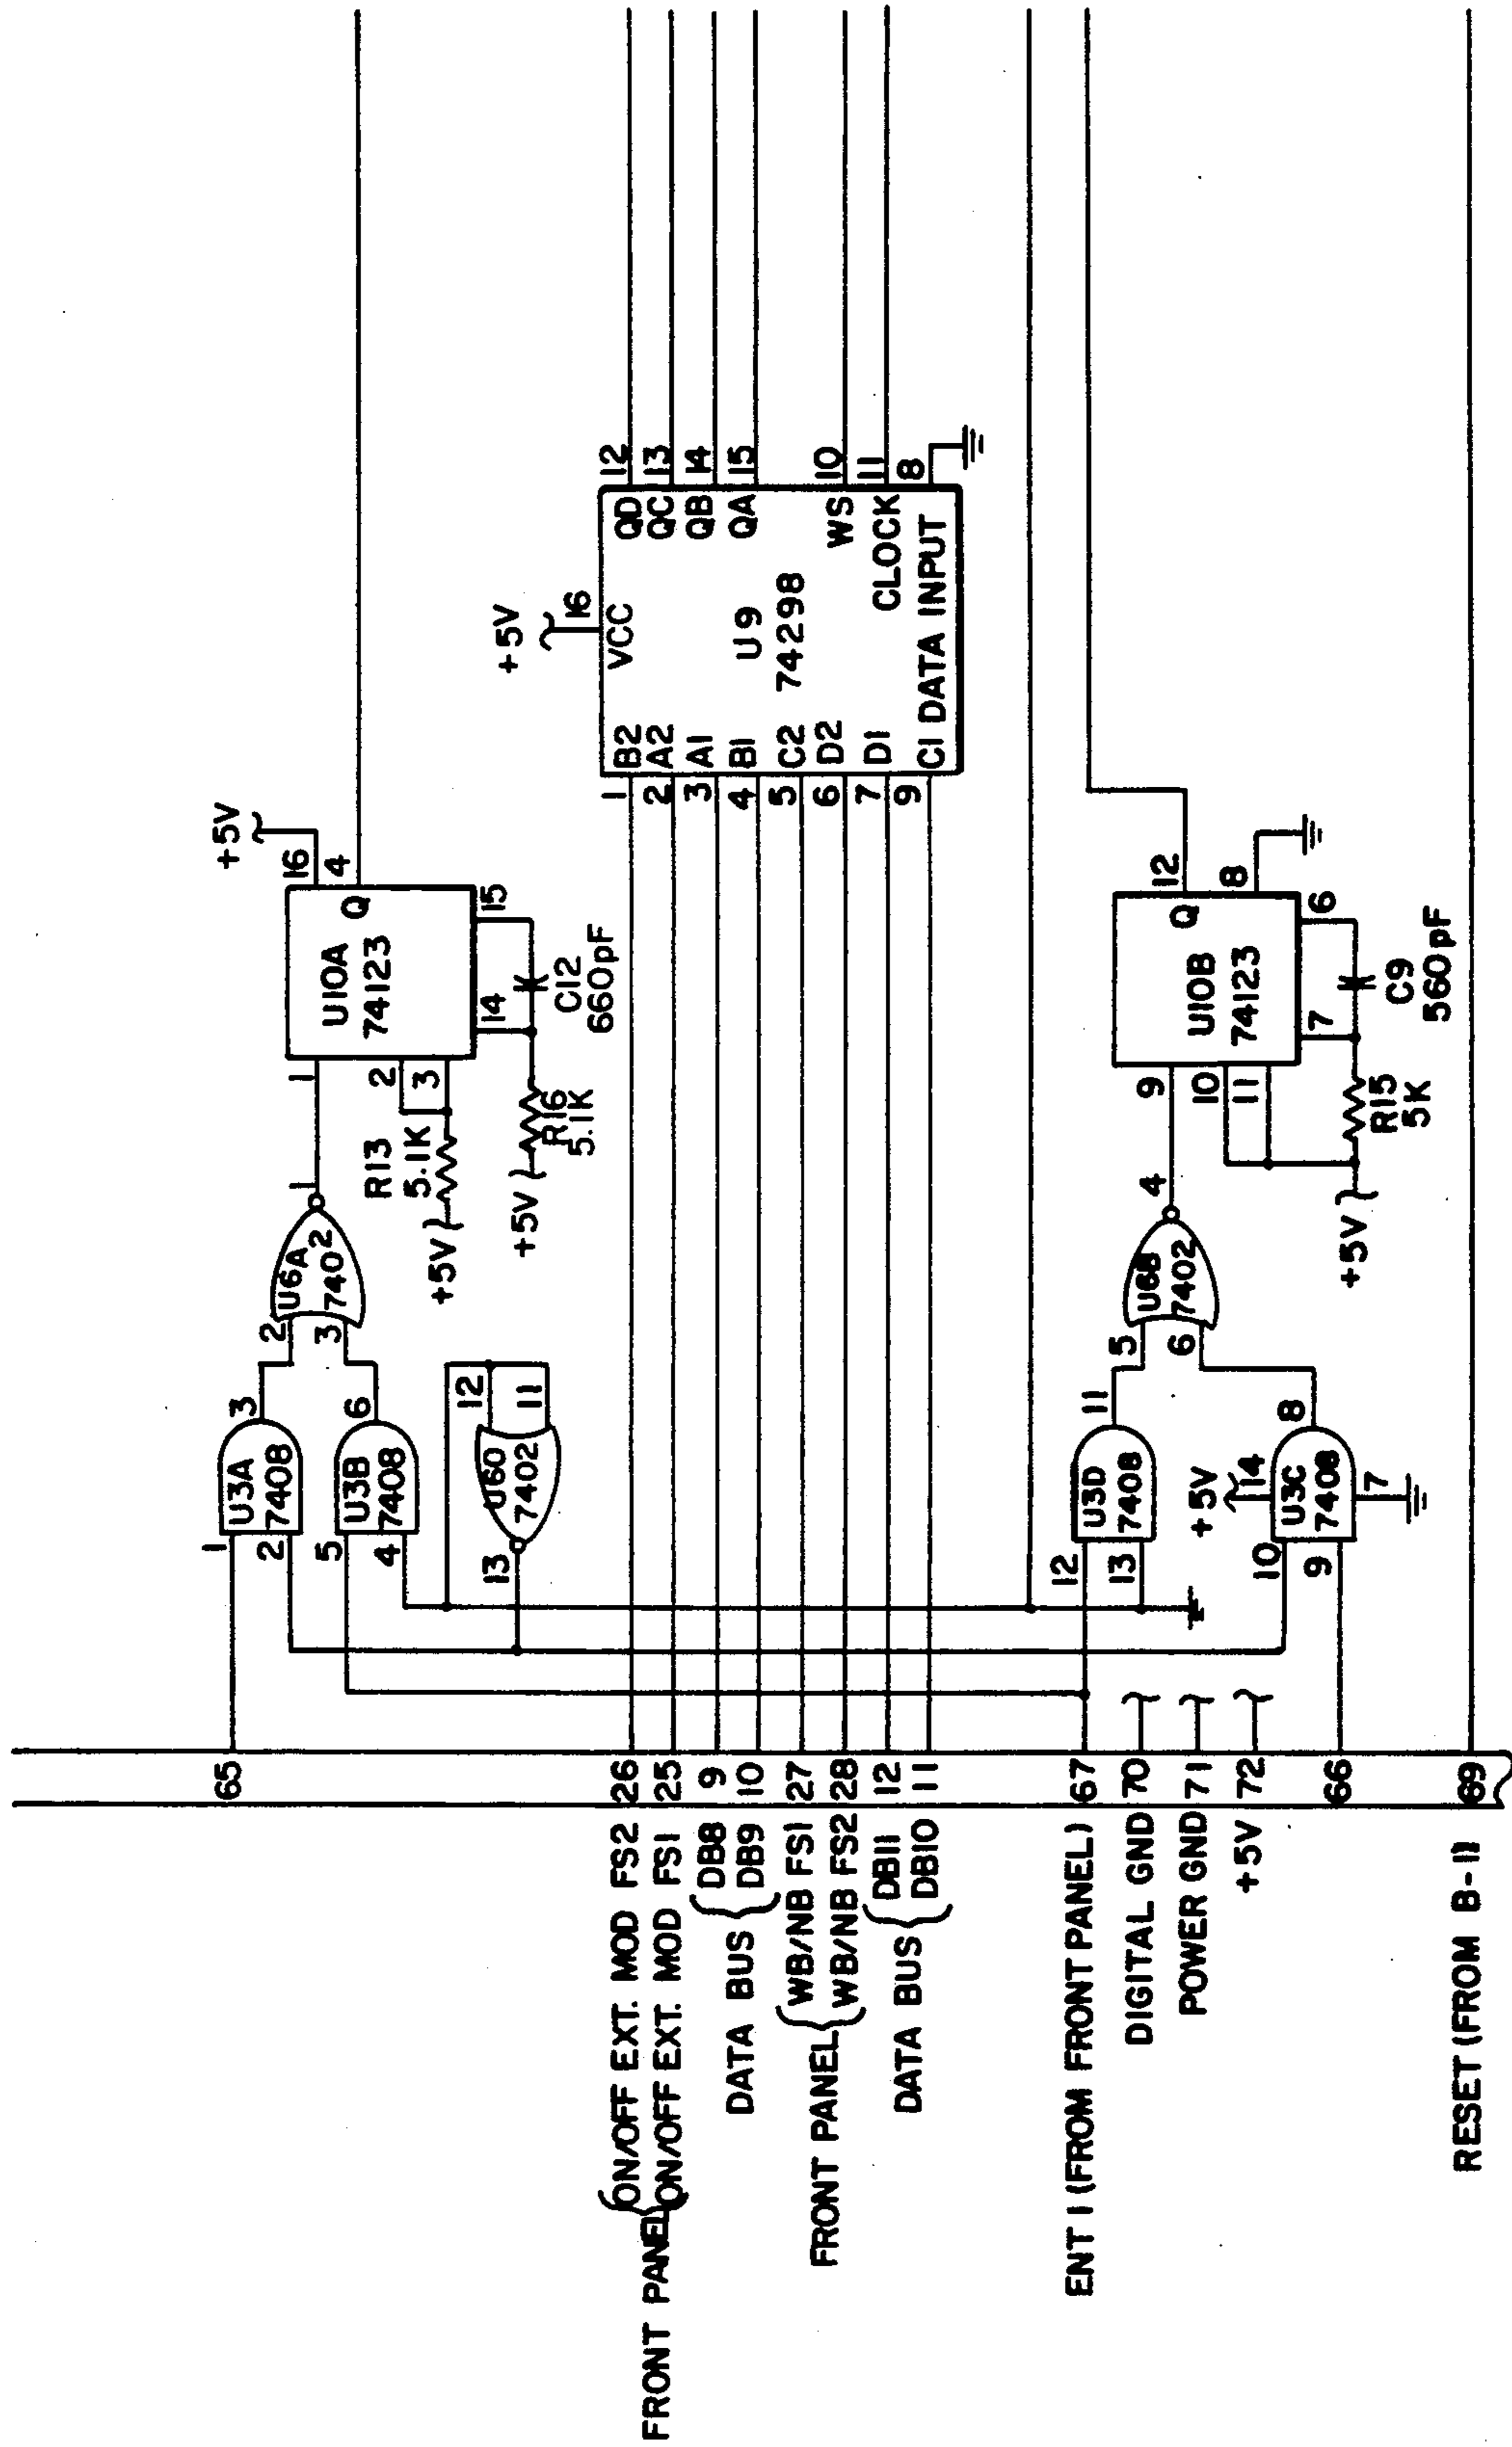 65
1
2
U3A
7408
3
5
4
U3B
7408
6
2
3
U6A
7402
1
1
R13
5.1K
+5V
2
3
U10A
74123
+5V
16
4
Q
14
15
C12
660pF
+5V
R16
5.1K
13
U60
7402
12
11
FRONT PANEL
ON/OFF EXT. MOD FS2 26
ON/OFF EXT. MOD FS1 25
DATA BUS
DB8 9
DB9 10
FRONT PANEL
WB/NB FS1 27
WB/NB FS2 28
DATA BUS
DB11 12
DB10 11
+5V
16
VCC
1 B2
2 A2
3 A1
4 B1
5 C2
6 D2
7 D1
9 C1 DATA INPUT
U9
74298
QD 12
QC 13
QB 14
QA 15
WS 10
CLOCK 11
8
ENT 1 (FROM FRONT PANEL) 67
DIGITAL GND 70
POWER GND 71
+5V 72
66
12
13
U3D
7408
11
+5V
14
10
9
U3C
7408
8
7
5
6
U6B
7402
4
9
10
11
U10B
74123
Q
12
8
7
6
C9
560pF
+5V
R15
5K
RESET (FROM B-1) 69